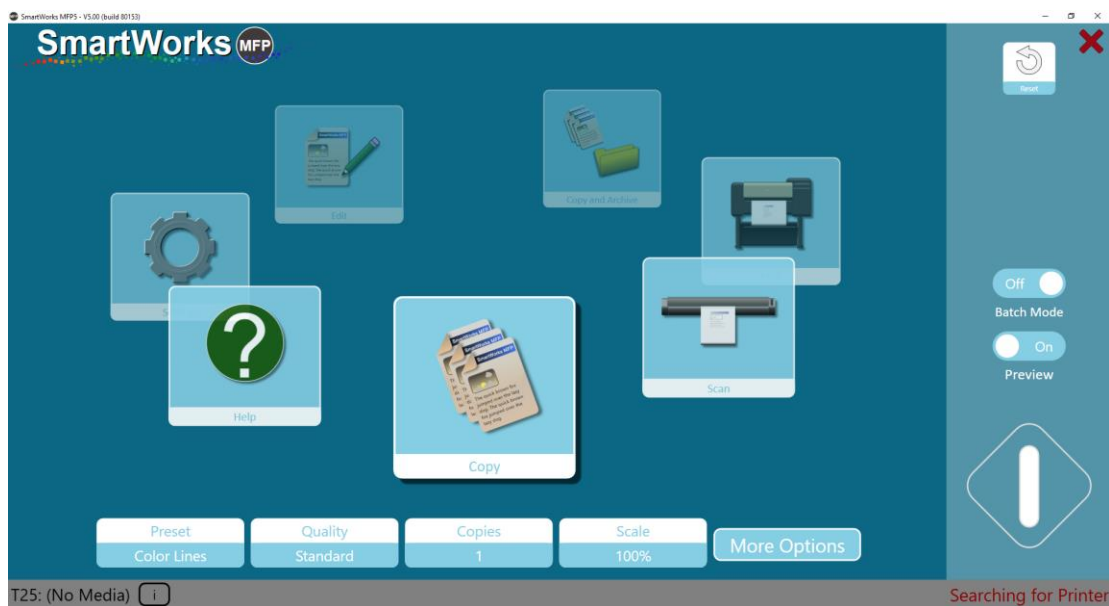 SmartWorks MFP5 - V5.00 (build 80153)
SmartWorks MFP
Reset
Edit
Copy and Archive
Help
Scan
Copy
Off
Batch Mode
On
Preview
Preset
Color Lines
Quality
Standard
Copies
1
Scale
100%
More Options
T25: (No Media) i
Searching for Printer